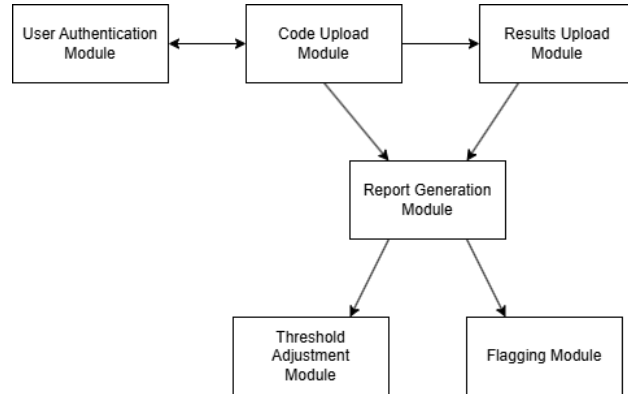 User Authentication
Module
Code Upload
Module
Results Upload
Module
Report Generation
Module
Threshold
Adjustment
Module
Flagging Module